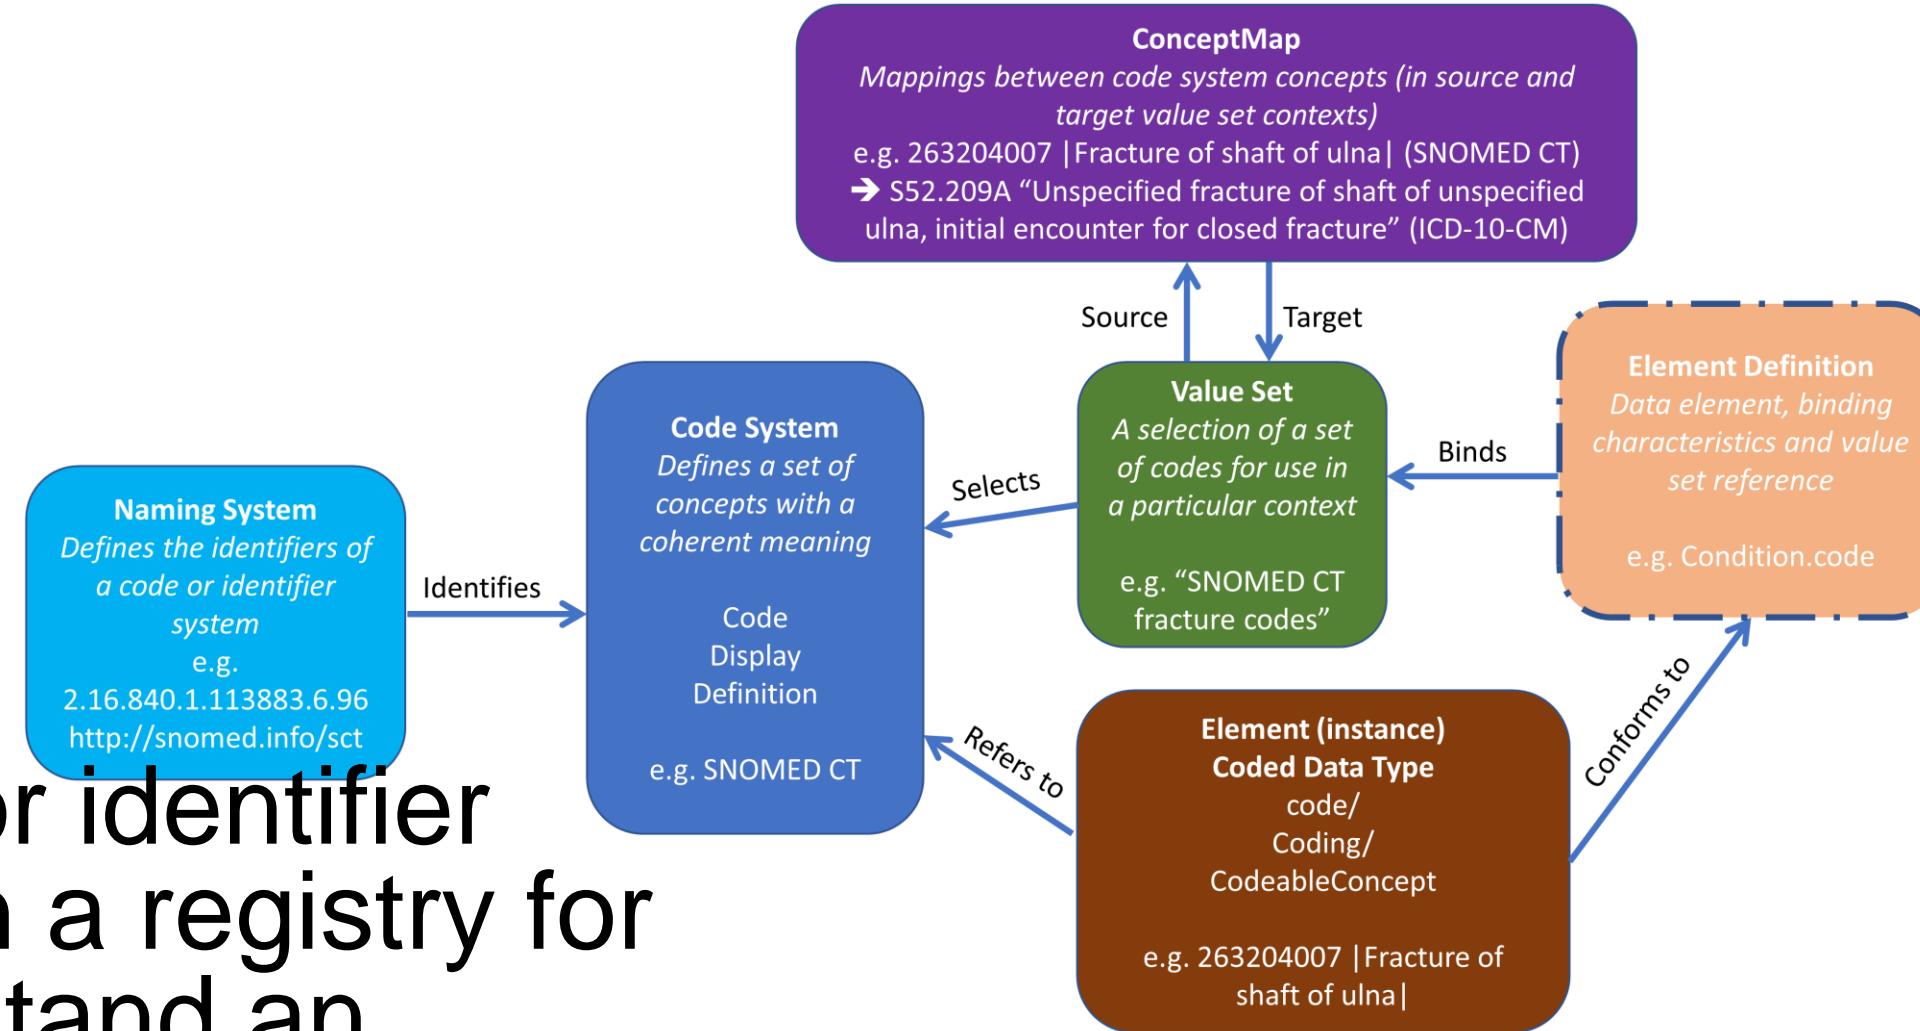 ConceptMap
Mappings between code system concepts (in source and
target value set contexts)
e.g. 263204007 |Fracture of shaft of ulna| (SNOMED CT)
➔ S52.209A “Unspecified fracture of shaft of unspecified
ulna, initial encounter for closed fracture” (ICD-10-CM)
Source
Target
Naming System
Defines the identifiers of
a code or identifier
system
e.g.
2.16.840.1.113883.6.96
http://snomed.info/sct
Identifies
Code System
Defines a set of
concepts with a
coherent meaning
Code
Display
Definition
e.g. SNOMED CT
Selects
Value Set
A selection of a set
of codes for use in
a particular context
e.g. “SNOMED CT
fracture codes”
Binds
Element Definition
Data element, binding
characteristics and value
set reference
e.g. Condition.code
Refers to
Element (instance)
Coded Data Type
code/
Coding/
CodeableConcept
e.g. 263204007 |Fracture of
shaft of ulna|
Conforms to
or identifier
a registry for
an